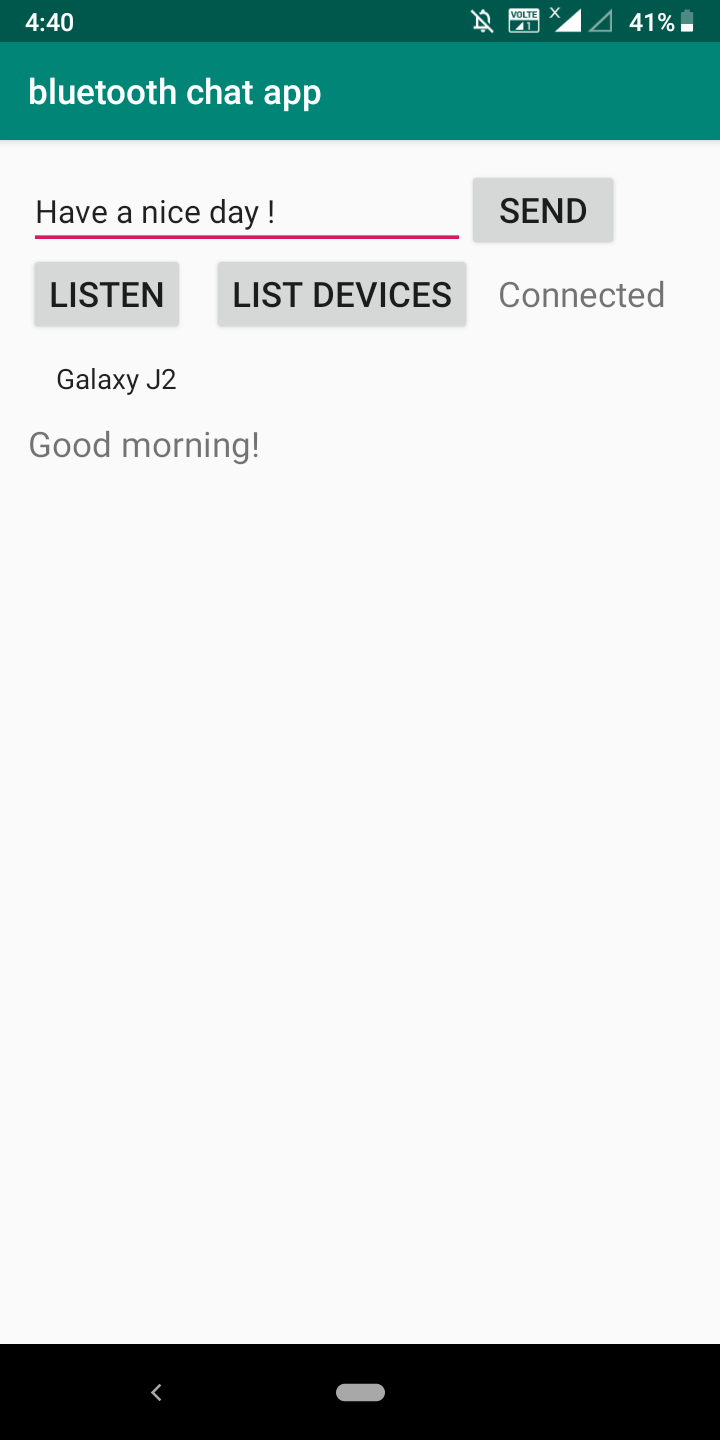 4:40 VOLTE 1 X 41%
bluetooth chat app
Have a nice day ! SEND
LISTEN LIST DEVICES Connected
Galaxy J2
Good morning!